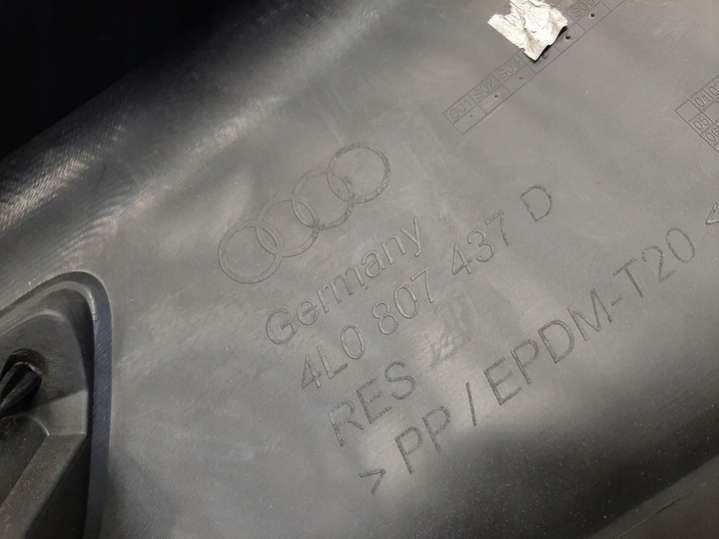 Germany
4L0 807 437 D
RES
> PP / EPDM-T20 <